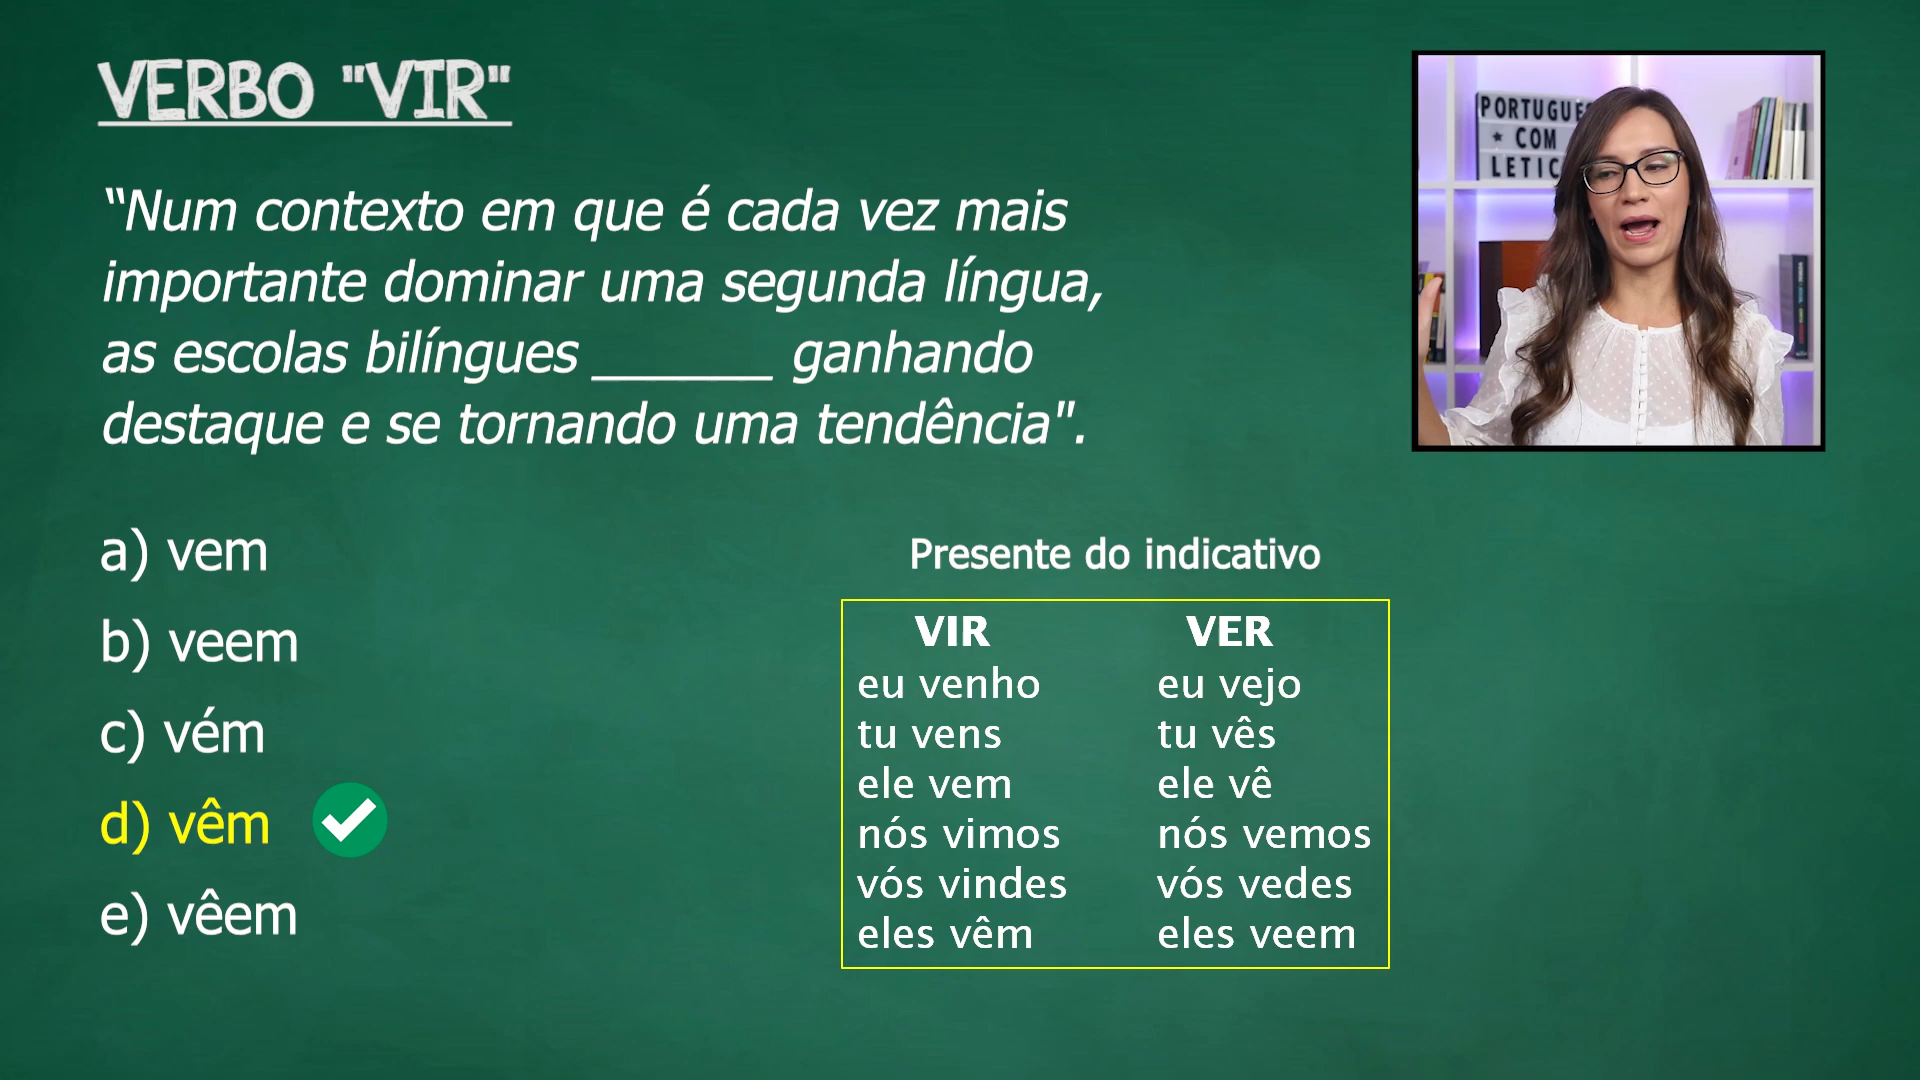 VERBO "VIR"
“Num contexto em que é cada vez mais
importante dominar uma segunda língua,
as escolas bilíngues ______ ganhando
destaque e se tornando uma tendência".
a) vem
b) veem
c) vém
d) vêm
e) vêem
Presente do indicativo
VIR VER
eu venho eu vejo
tu vens tu vês
ele vem ele vê
nós vimos nós vemos
vós vindes vós vedes
eles vêm eles veem
PORTUGUES
COM
LETIC